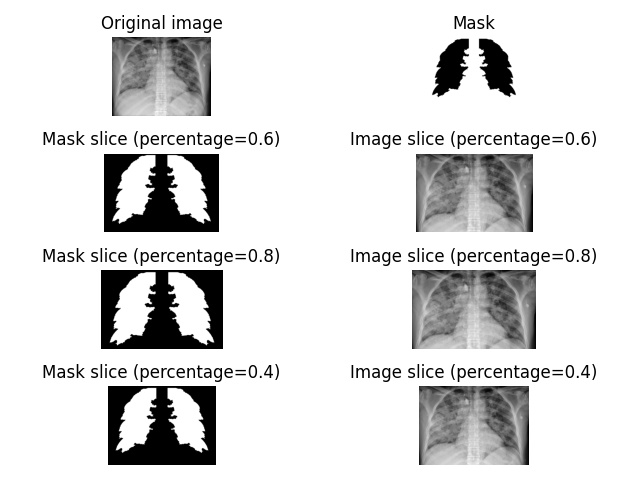 Original image
Mask
Mask slice (percentage=0.6)
Image slice (percentage=0.6)
Mask slice (percentage=0.8)
Image slice (percentage=0.8)
Mask slice (percentage=0.4)
Image slice (percentage=0.4)